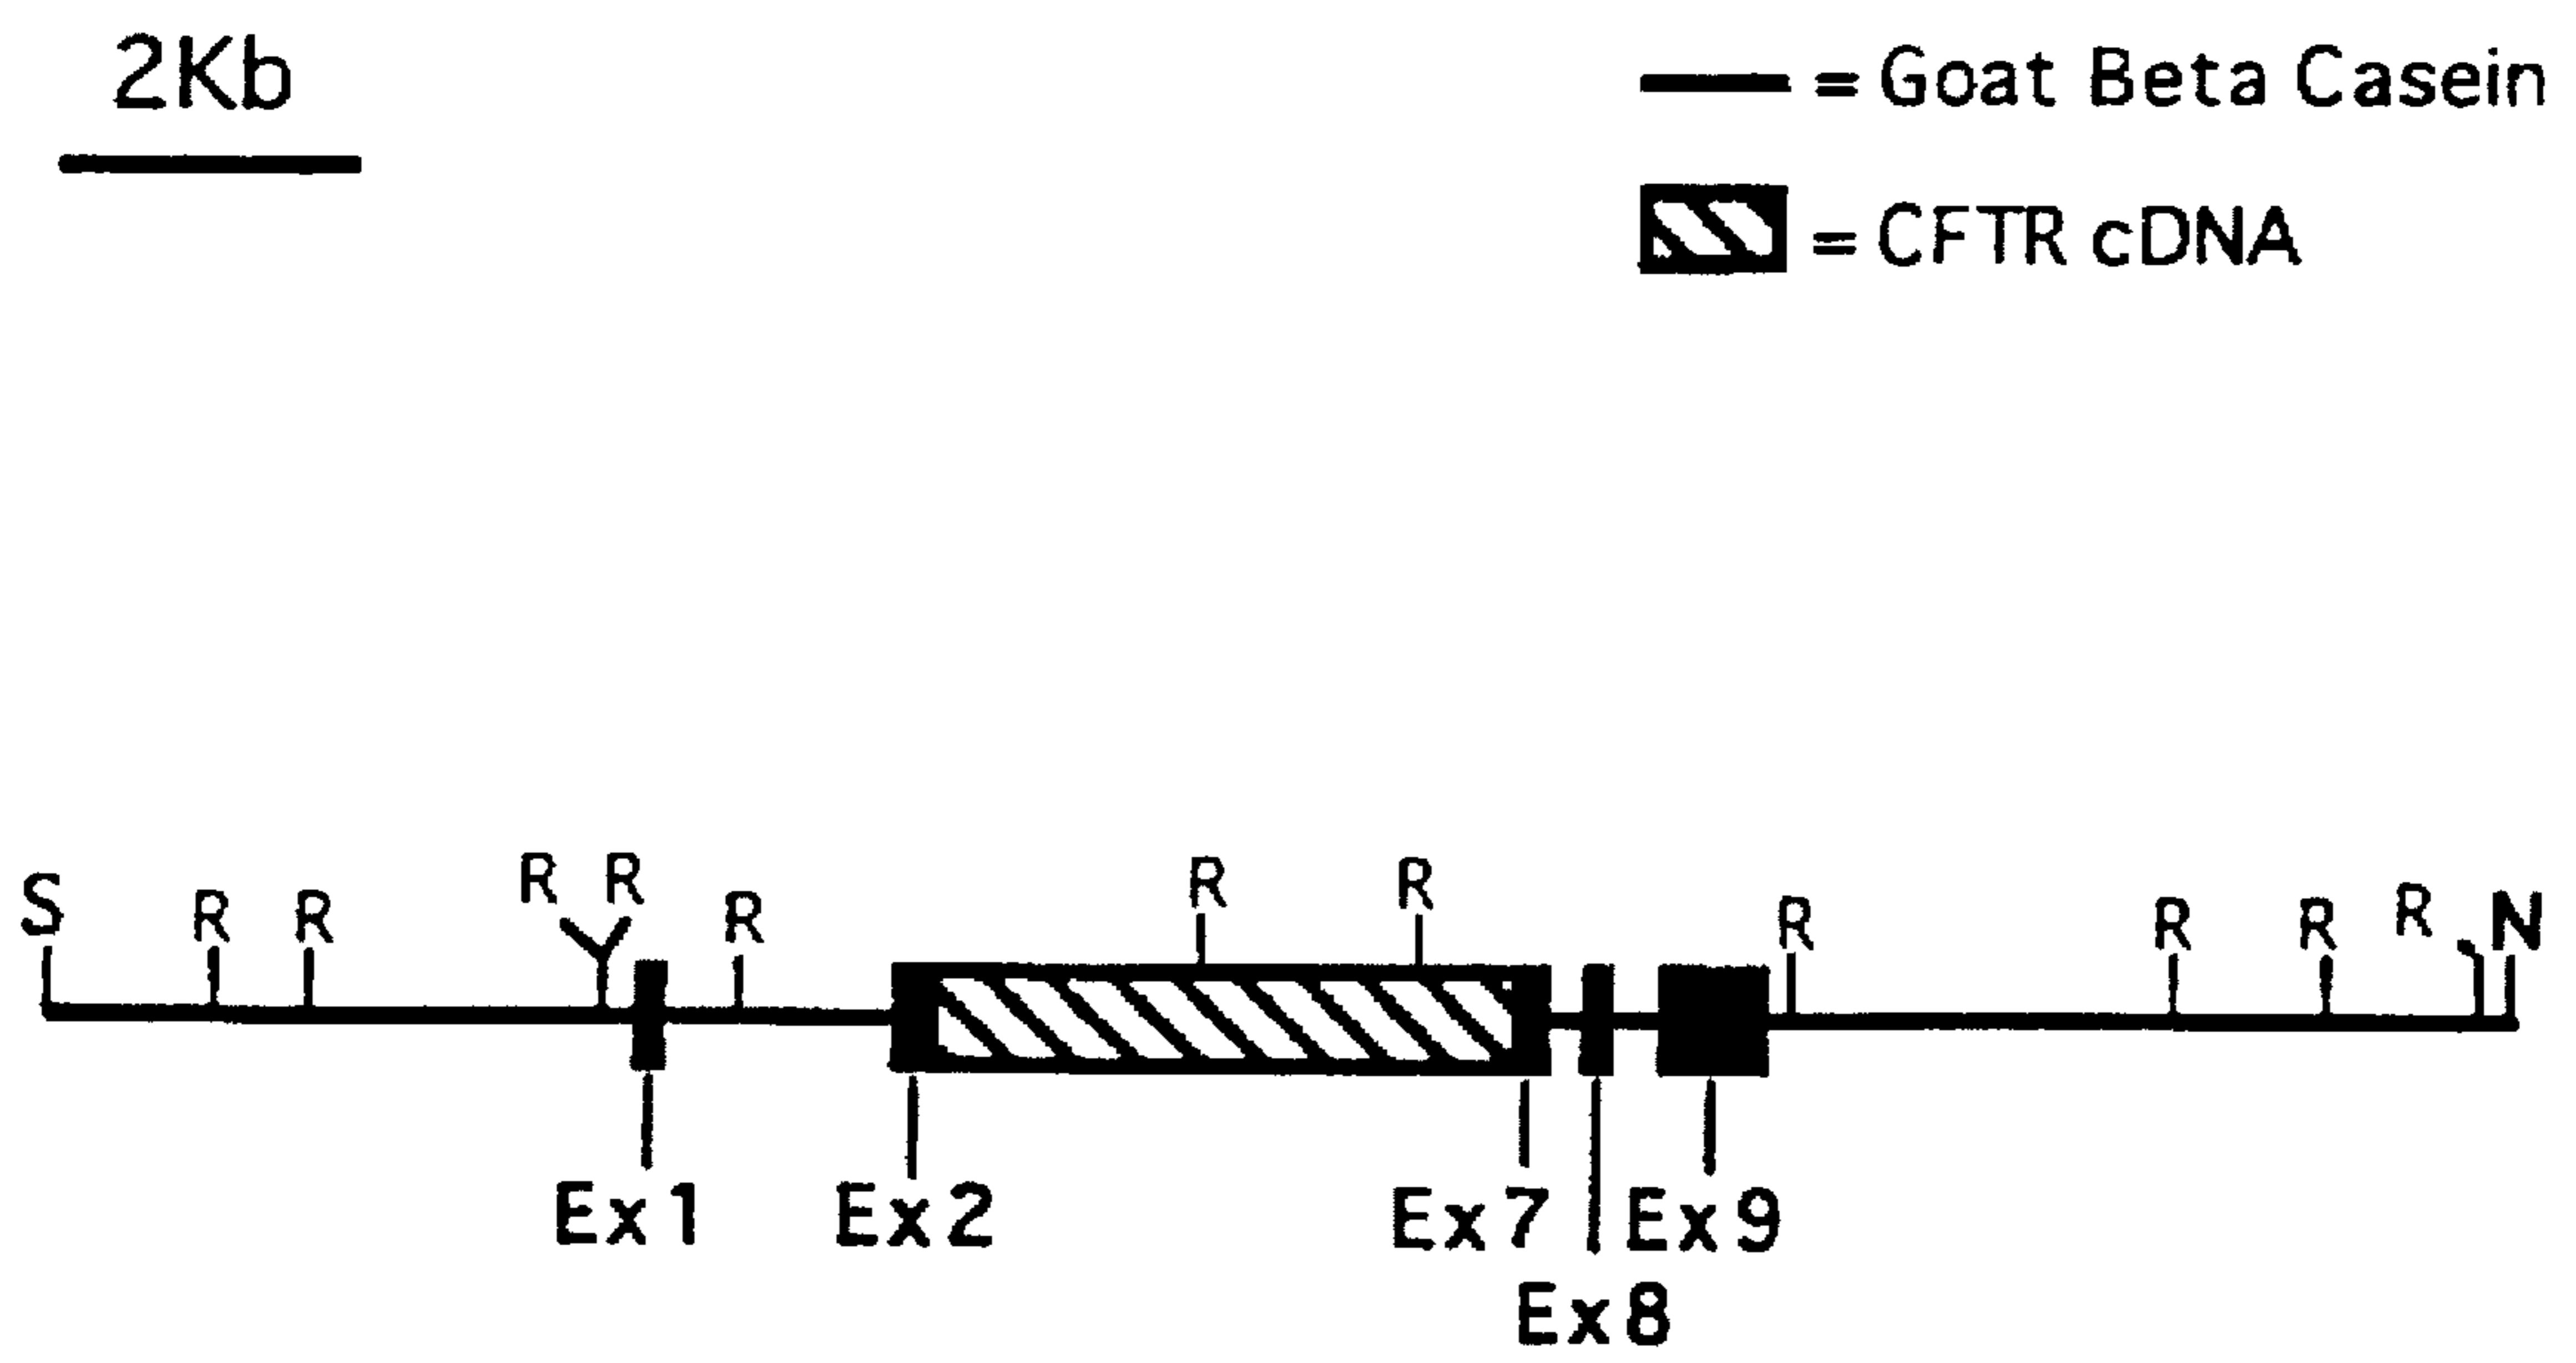 2Kb
= Goat Beta Casein
= CFTR cDNA
S R R R R R R R R R R R N
Ex1 Ex2 Ex7 Ex9
Ex8